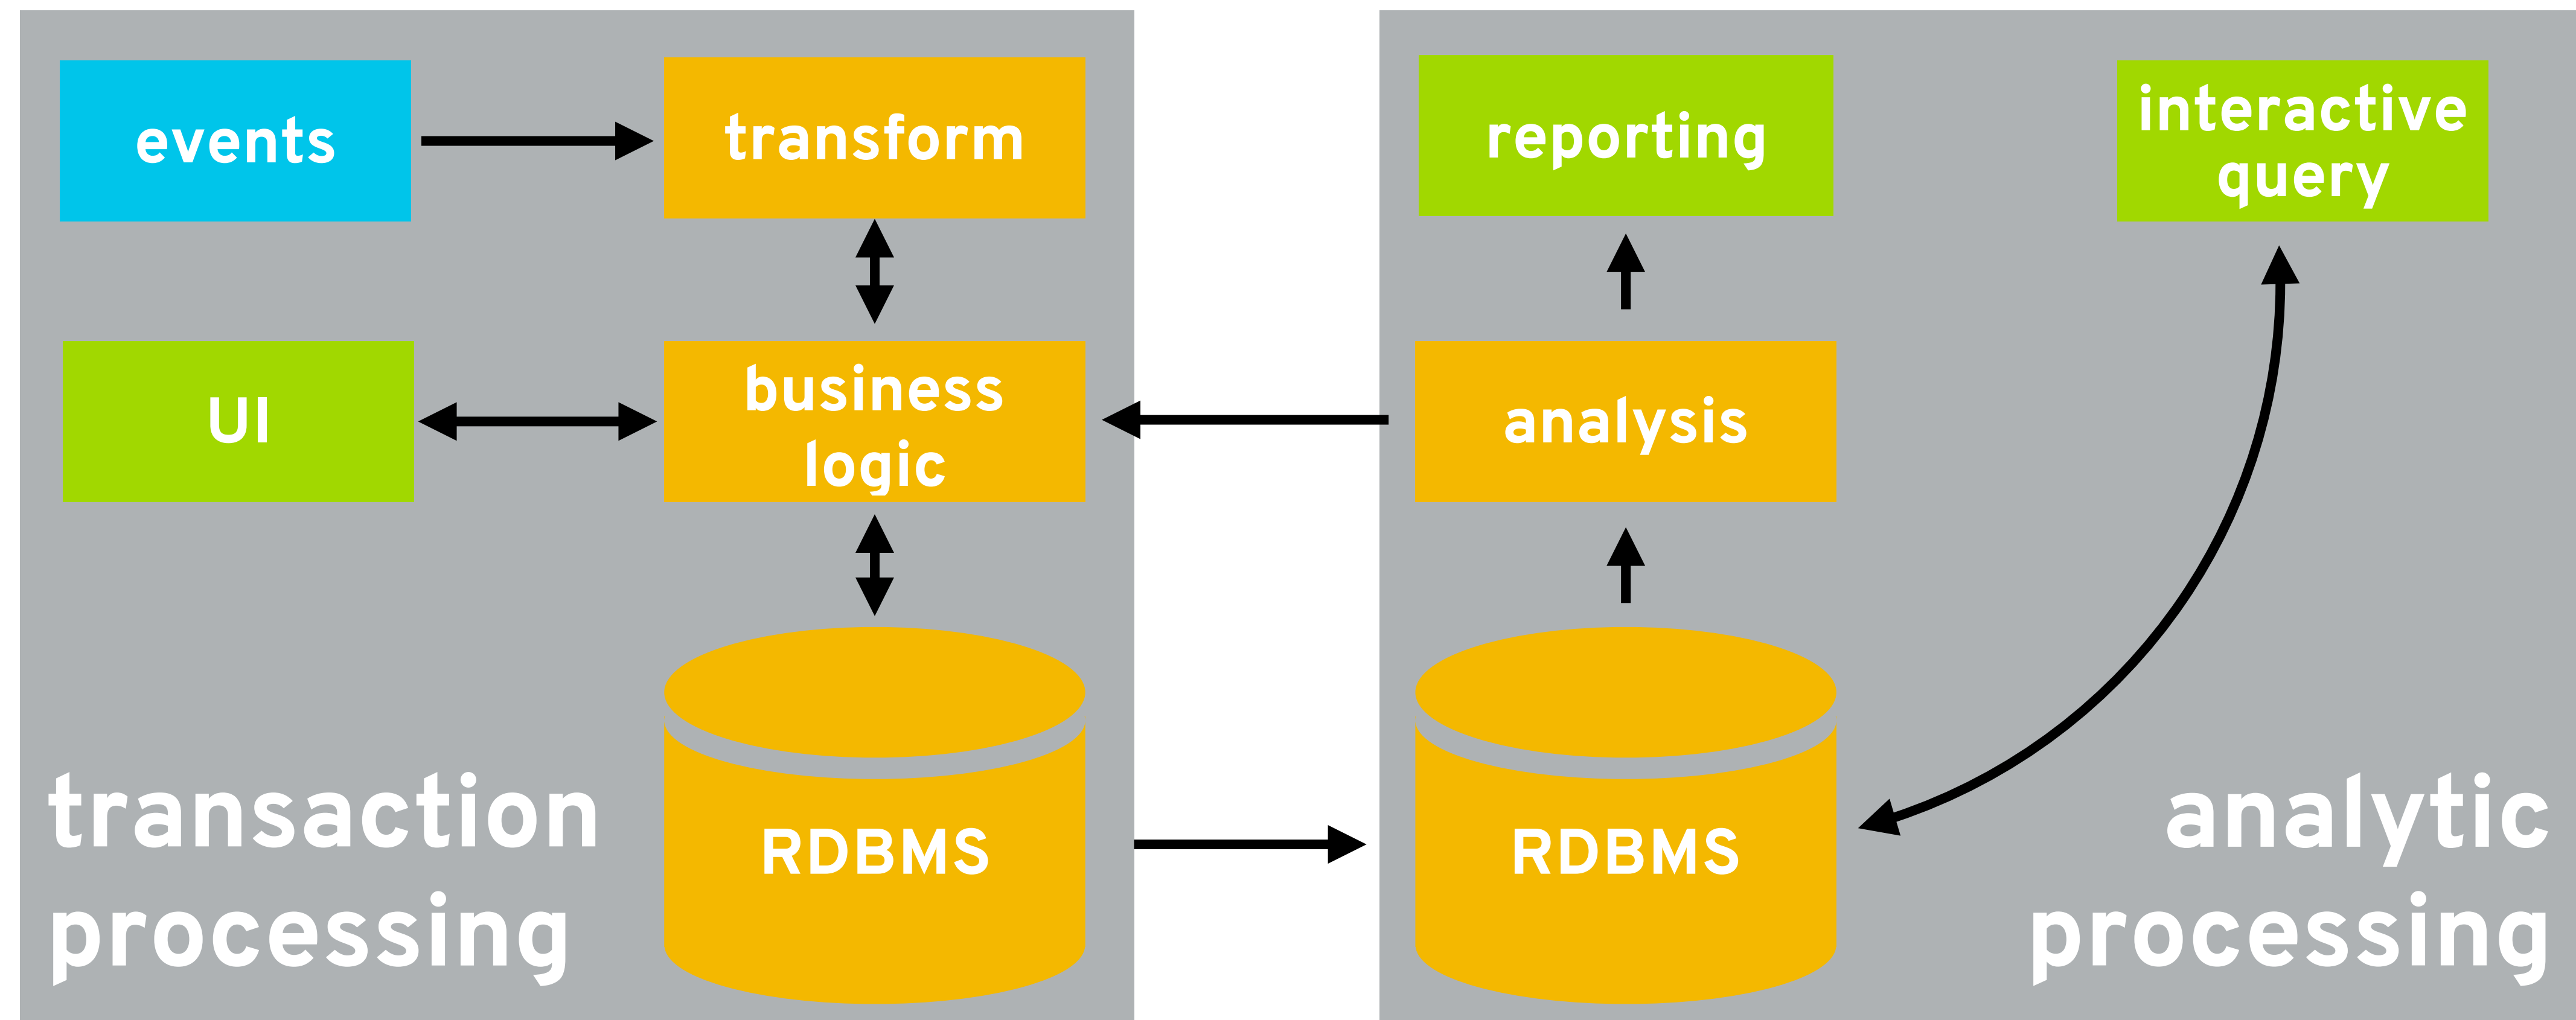 events
transform
UI
business
logic
RDBMS
transaction
processing
reporting
interactive
query
analysis
RDBMS
analytic
processing